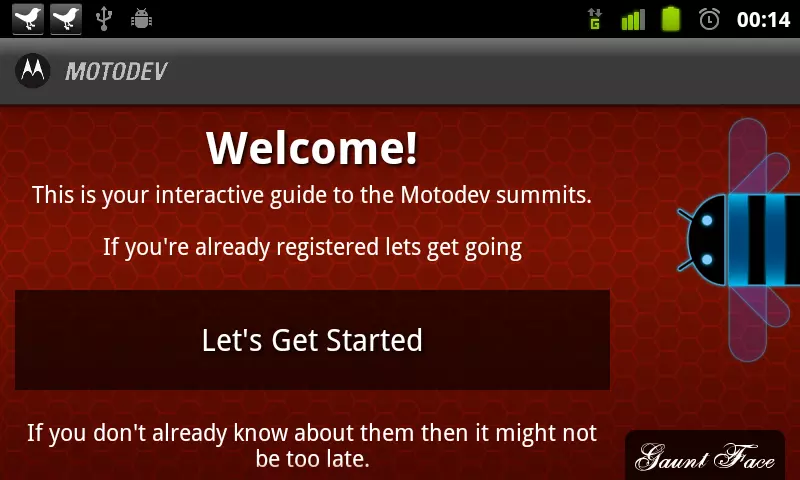 G
00:14
MOTODEV
Welcome!
This is your interactive guide to the Motodev summits.
If you're already registered lets get going
Let's Get Started
If you don't already know about them then it might not
be too late.
Gaunt Face